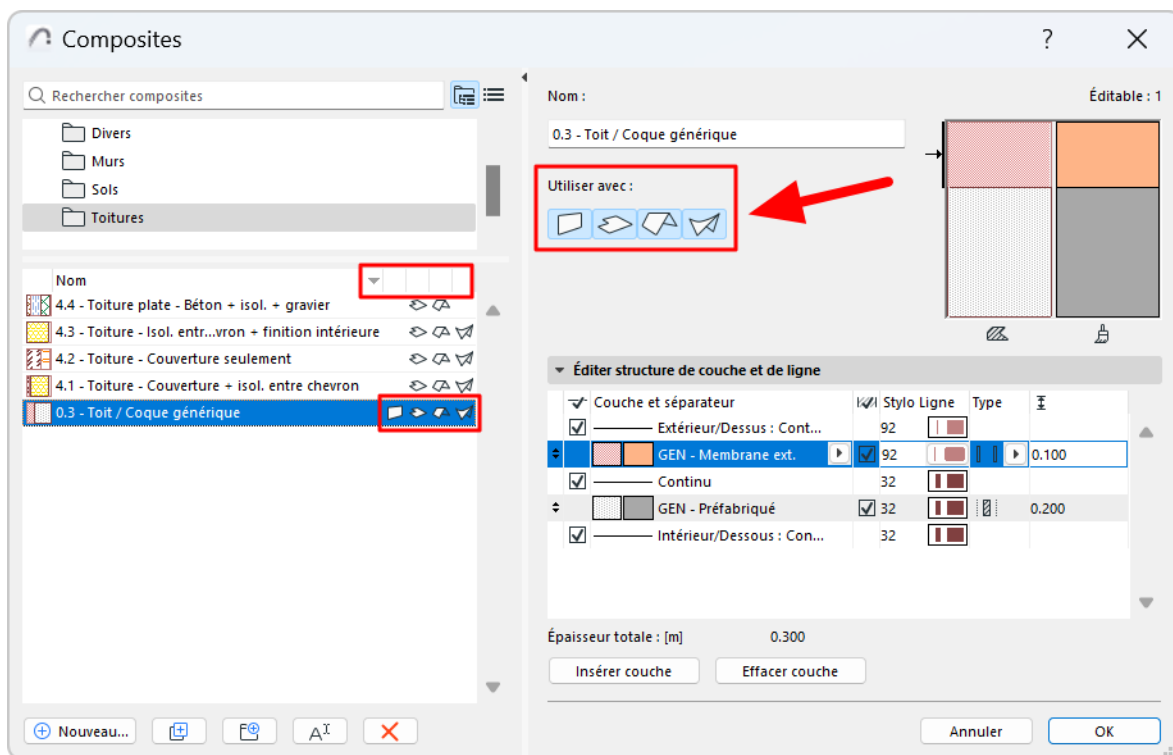 Composites
?
Rechercher composites
Divers
Murs
Sols
Toitures
Nom
4.4 - Toiture plate - Béton + isol. + gravier
4.3 - Toiture - Isol. entr...vron + finition intérieure
4.2 - Toiture - Couverture seulement
4.1 - Toiture - Couverture + isol. entre chevron
0.3 - Toit / Coque générique
Nouveau...
Nom :
Éditable : 1
0.3 - Toit / Coque générique
Utiliser avec :
Éditer structure de couche et de ligne
Couche et séparateur Stylo Ligne Type
Extérieur/Dessus : Cont... 92
GEN - Membrane ext. 92 0.100
Continu 32
GEN - Préfabriqué 32 0.200
Intérieur/Dessous : Con... 32
Épaisseur totale : [m] 0.300
Insérer couche
Effacer couche
Annuler
OK